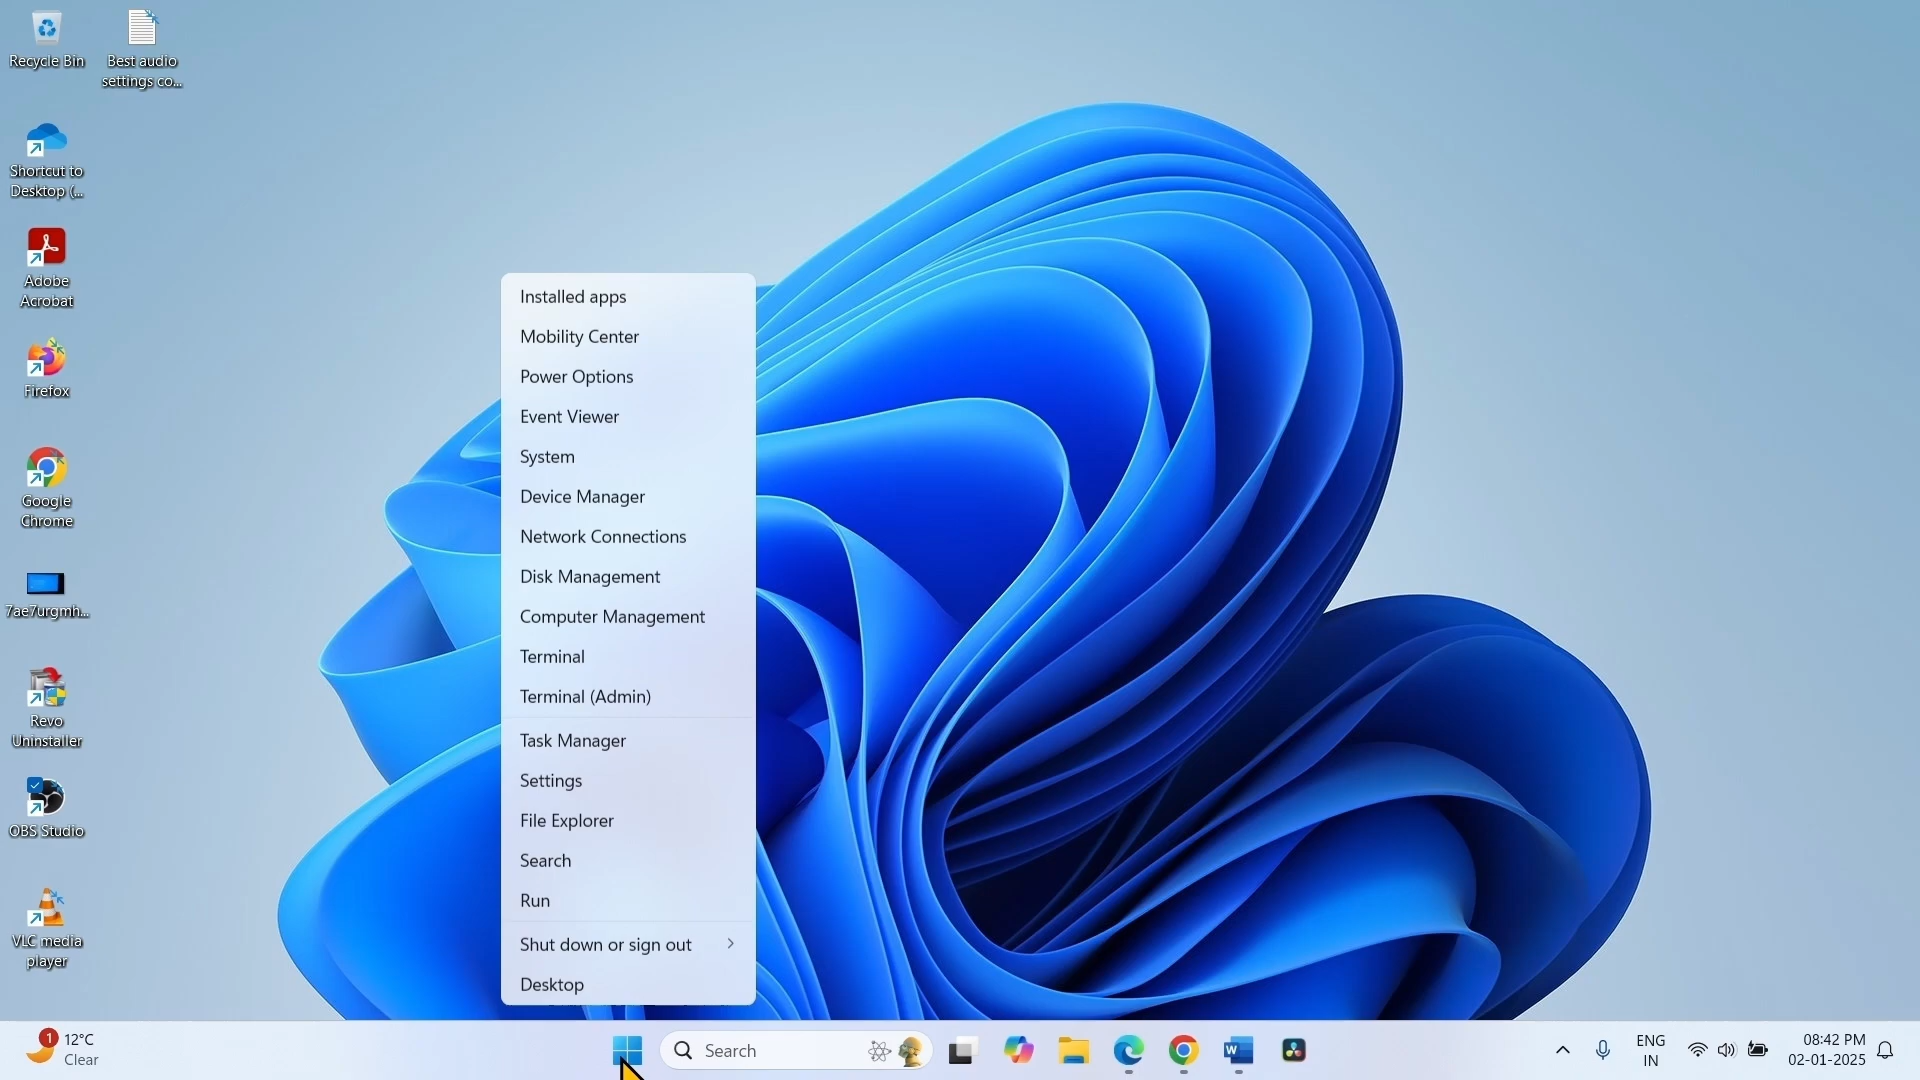 Recycle Bin
Best audio
settings co...
Shortcut to
Desktop (...
Adobe
Acrobat
Firefox
Google
Chrome
7ae7urgmh...
Revo
Uninstaller
OBS Studio
VLC media
player
Installed apps
Mobility Center
Power Options
Event Viewer
System
Device Manager
Network Connections
Disk Management
Computer Management
Terminal
Terminal (Admin)
Task Manager
Settings
File Explorer
Search
Run
Shut down or sign out
Desktop
1
12°C
Clear
Search
W
ENG
IN
08:42 PM
02-01-2025